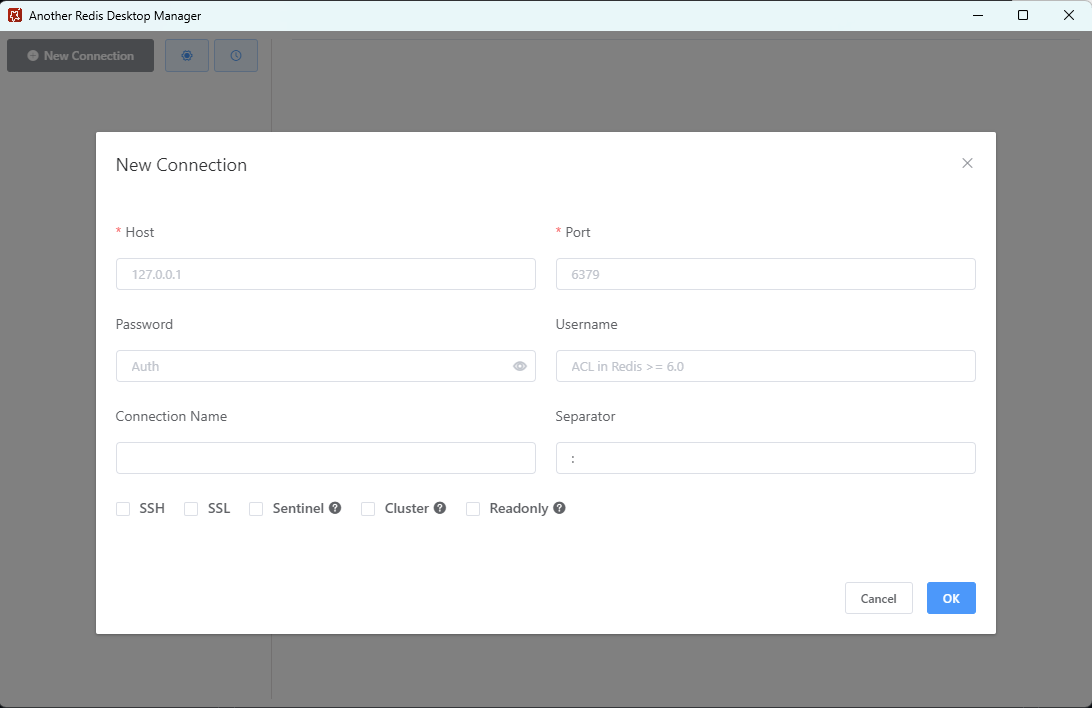 Another Redis Desktop Manager
New Connection
New Connection
* Host
* Port
127.0.0.1
6379
Password
Username
Auth
ACL in Redis >= 6.0
Connection Name
Separator
:
SSH SSL Sentinel ? Cluster ? Readonly ?
Cancel OK